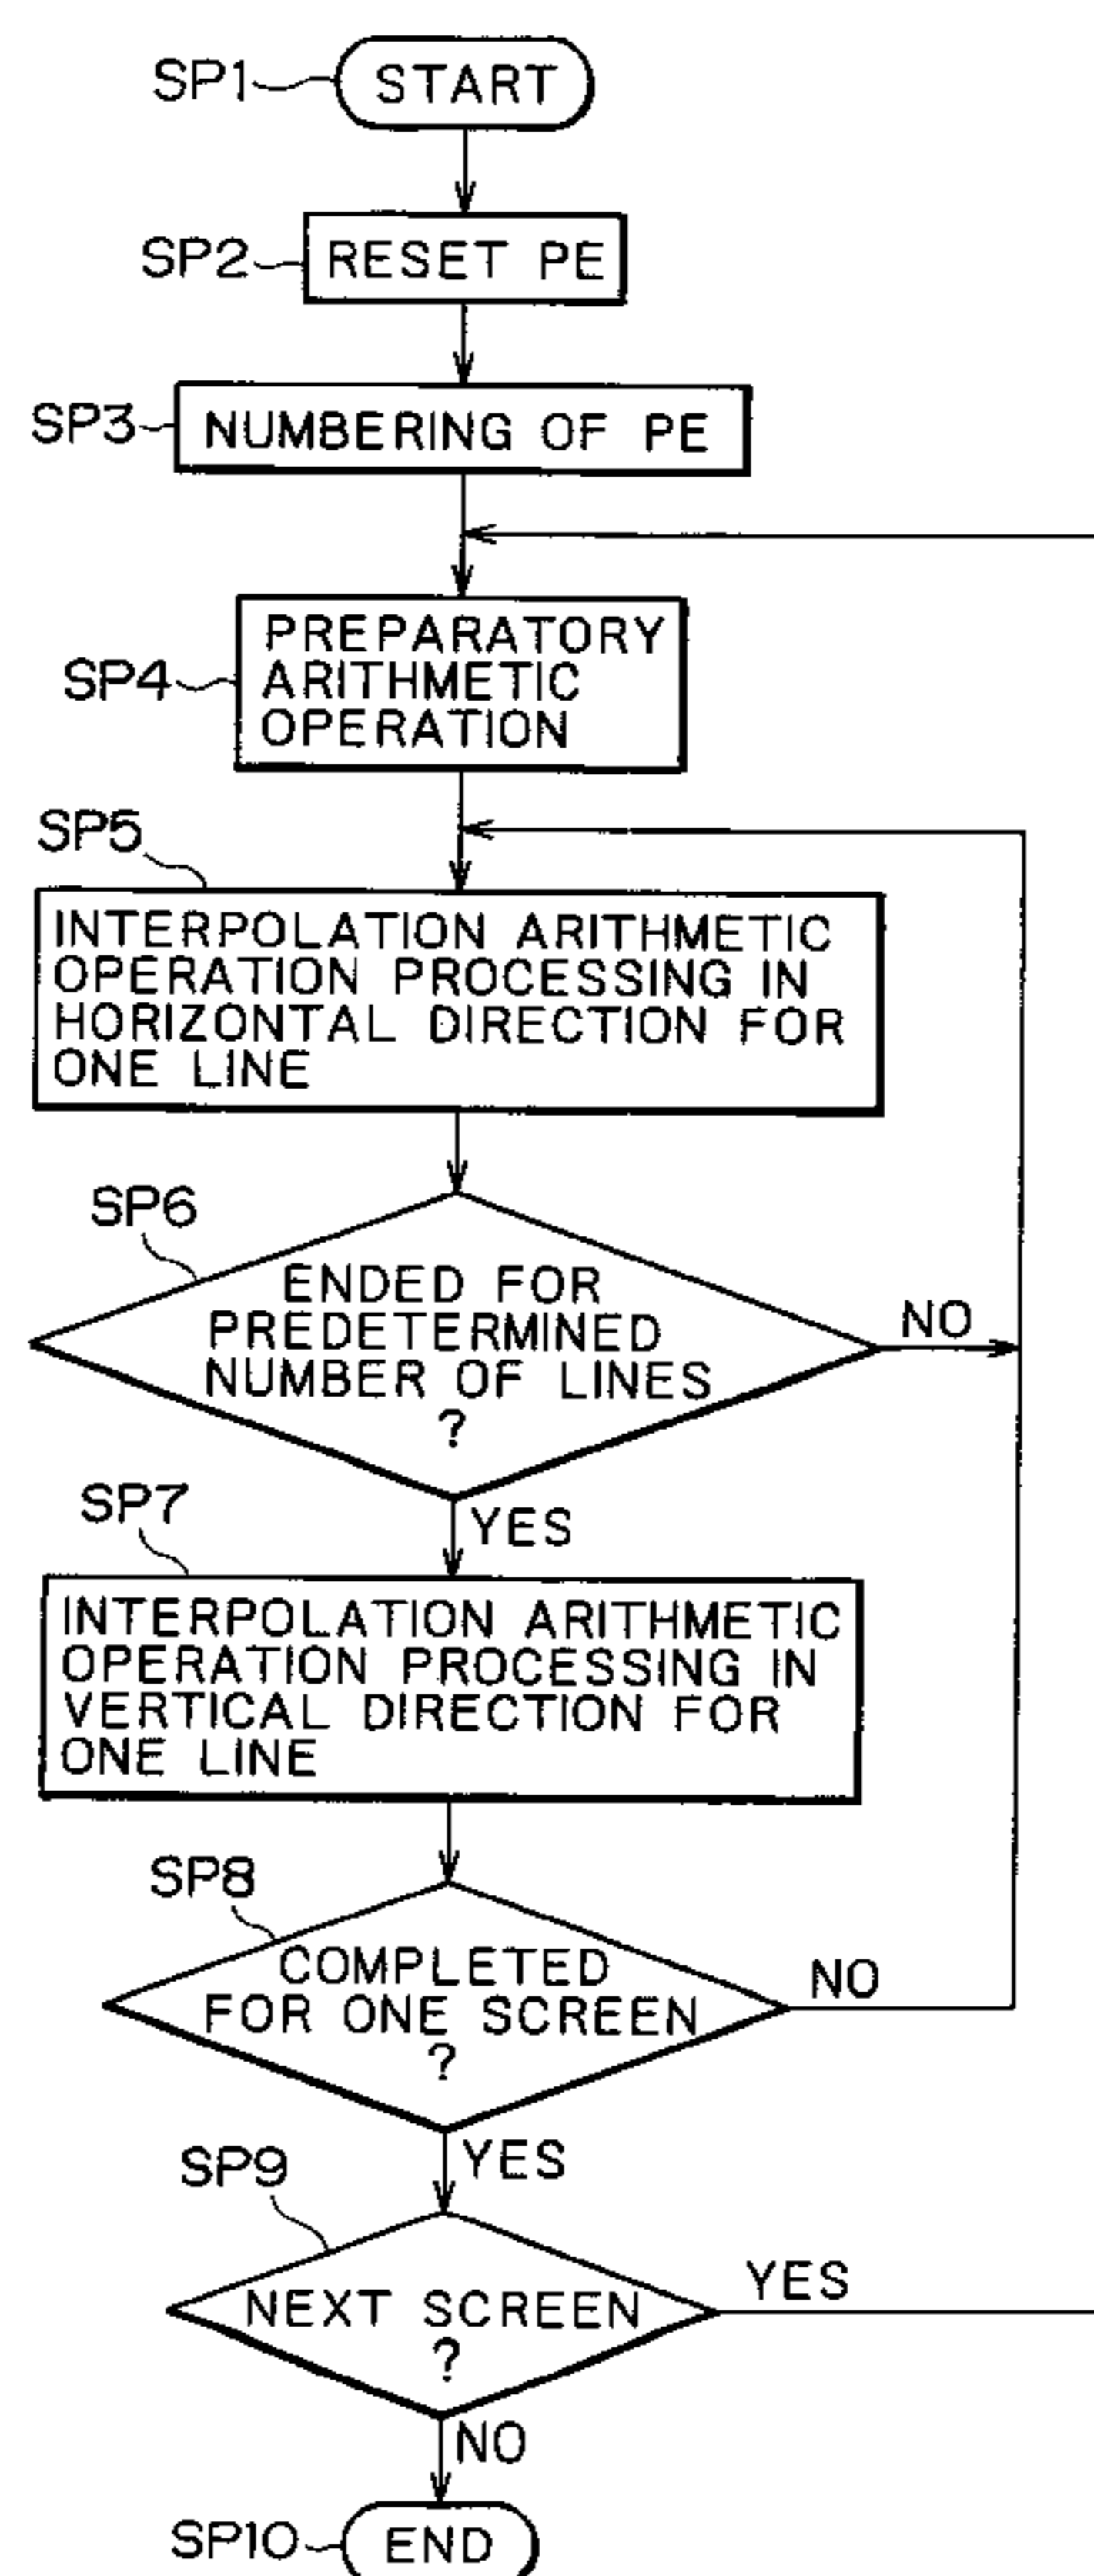 SP1
START
SP2
RESET PE
SP3
NUMBERING OF PE
SP4
PREPARATORY
ARITHMETIC
OPERATION
SP5
INTERPOLATION ARITHMETIC
OPERATION PROCESSING IN
HORIZONTAL DIRECTION FOR
ONE LINE
SP6
ENDED FOR
PREDETERMINED
NUMBER OF LINES
?
NO
YES
SP7
INTERPOLATION ARITHMETIC
OPERATION PROCESSING IN
VERTICAL DIRECTION FOR
ONE LINE
SP8
COMPLETED
FOR ONE SCREEN
?
NO
YES
SP9
NEXT SCREEN
?
YES
NO
SP10
END